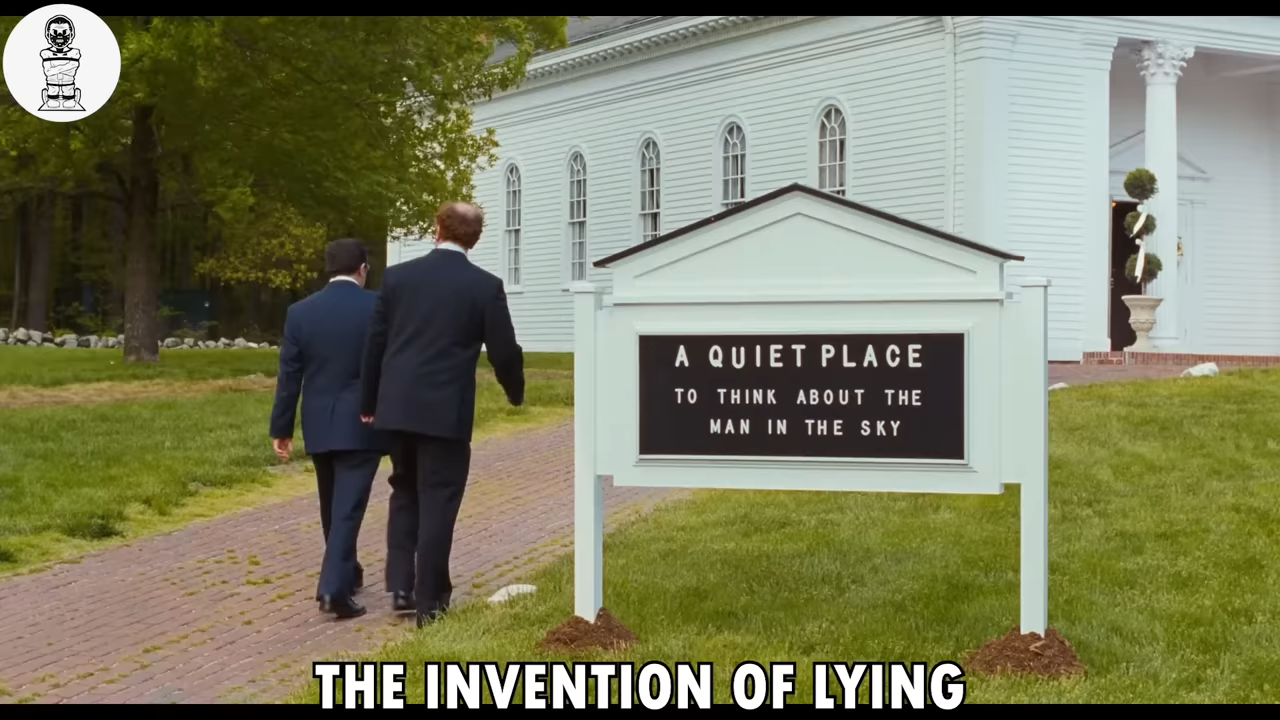 A QUIET PLACE
TO THINK ABOUT THE
MAN IN THE SKY
THE INVENTION OF LYING